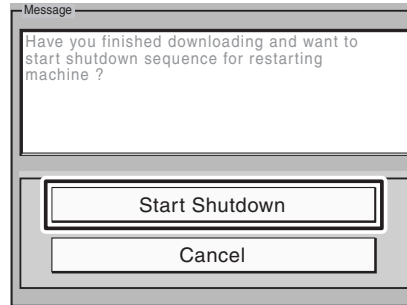 Message
Have you finished downloading and want to
start shutdown sequence for restarting
machine ?
Start Shutdown
Cancel